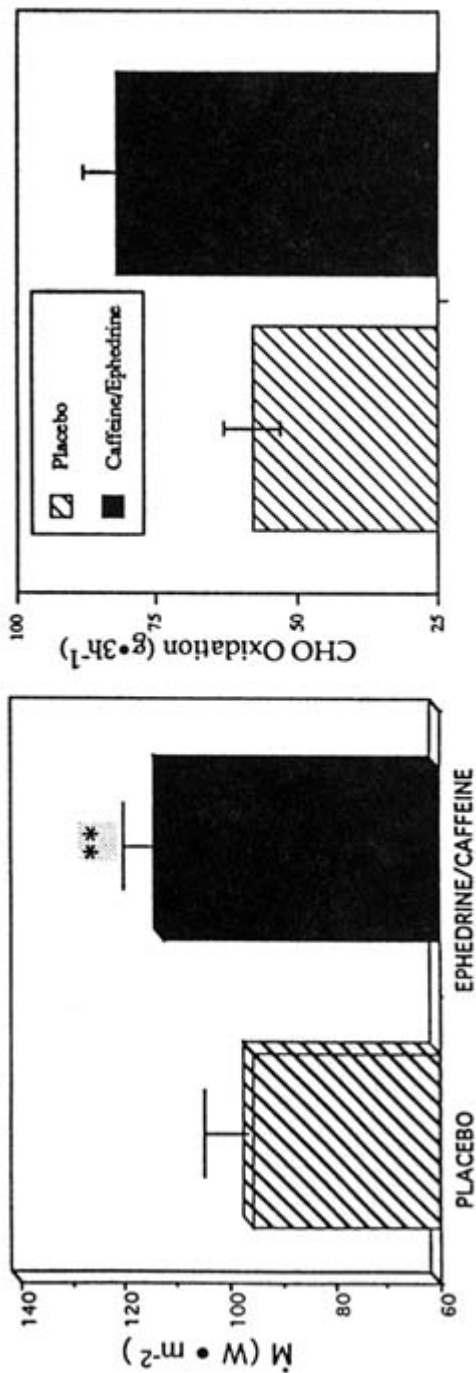 Ṁ ( W • m⁻² )
140
120
100
80
60
**
PLACEBO
EPHEDRINE/CAFFEINE
CHO Oxidation (g•3h⁻¹)
100
75
50
25
Placebo
Caffeine/Ephedrine